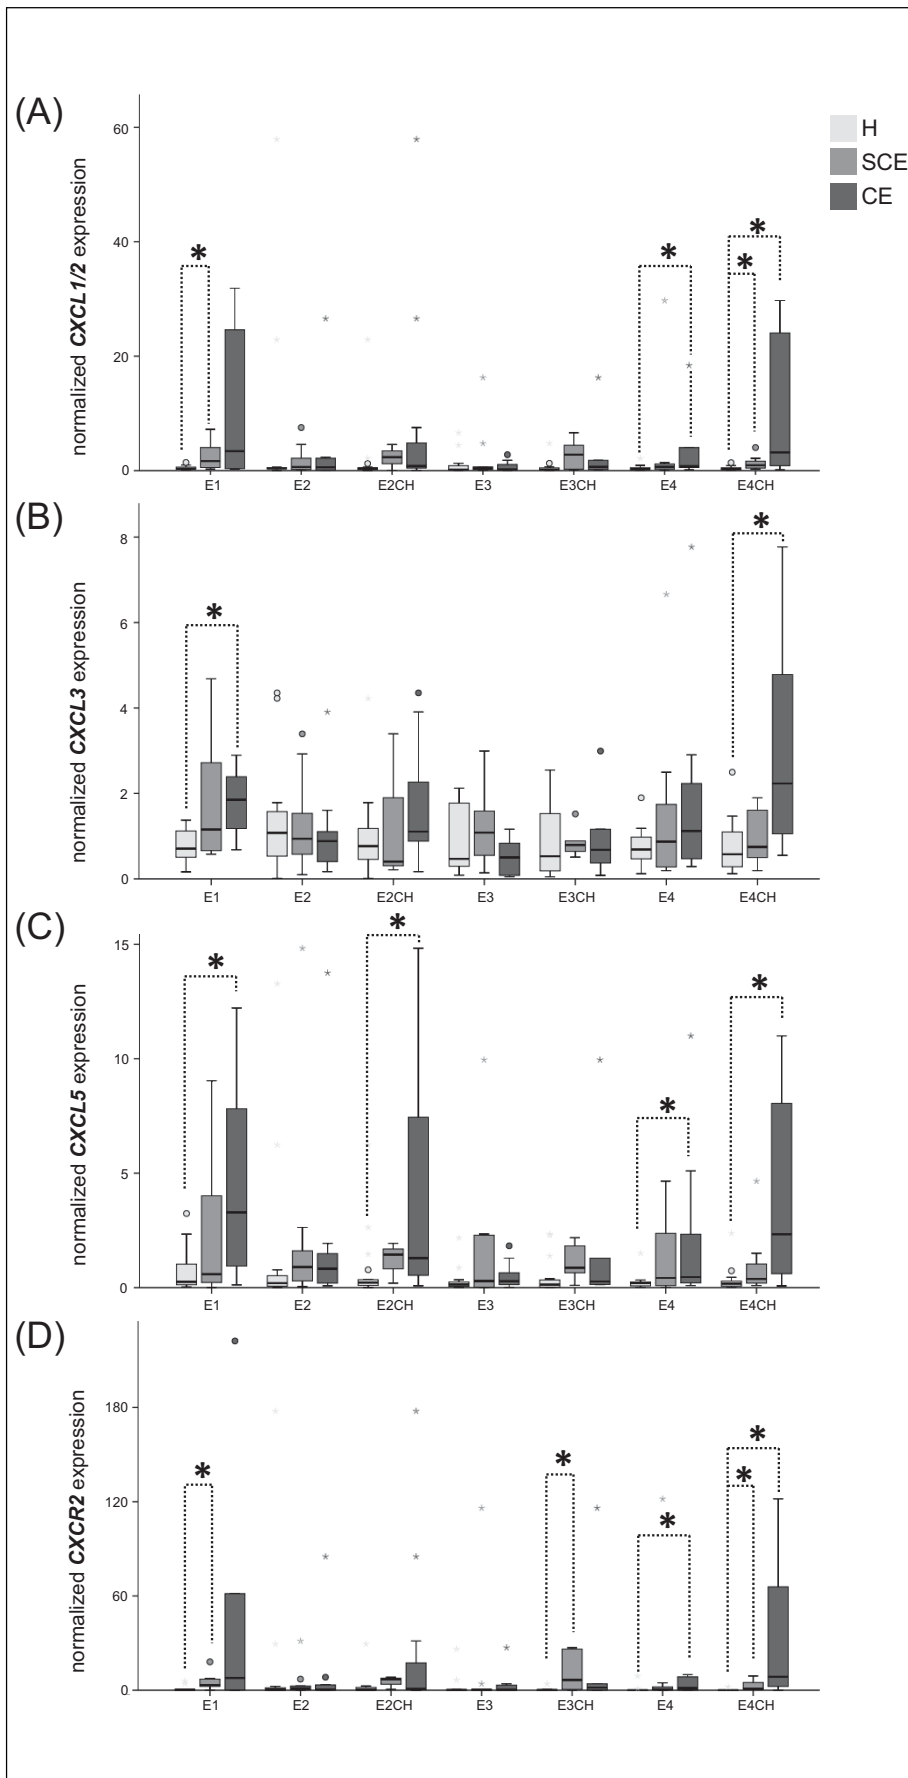 (A)
normalized CXCL1/2 expression
60
40
20
0
H
SCE
CE
*
*
*
*
E1 E2 E2CH E3 E3CH E4 E4CH
(B)
normalized CXCL3 expression
8
6
4
2
0
*
*
E1 E2 E2CH E3 E3CH E4 E4CH
(C)
normalized CXCL5 expression
15
10
5
0
*
*
*
*
E1 E2 E2CH E3 E3CH E4 E4CH
(D)
normalized CXCR2 expression
180
120
60
0
*
*
*
*
*
E1 E2 E2CH E3 E3CH E4 E4CH